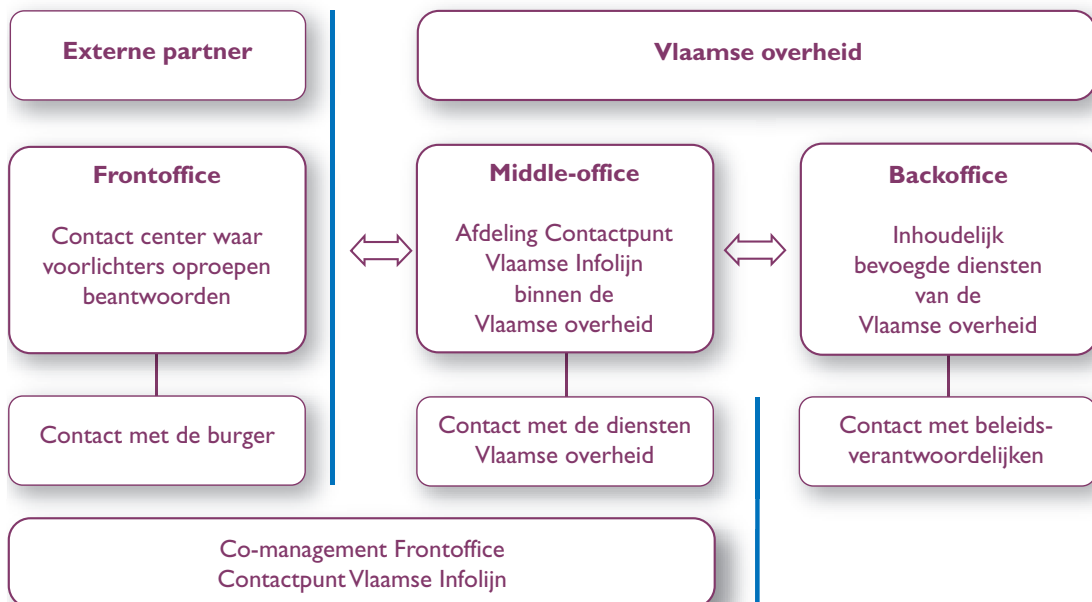 Externe partner
Vlaamse overheid
Frontoffice
Contact center waar
voorlichters oproepen
beantwoorden
Middle-office
Afdeling Contactpunt
Vlaamse Infolijn
binnen de
Vlaamse overheid
Backoffice
Inhoudelijk
bevoegde diensten
van de
Vlaamse overheid
Contact met de burger
Contact met de diensten
Vlaamse overheid
Contact met beleids-
verantwoordelijken
Co-management Frontoffice
Contactpunt Vlaamse Infolijn